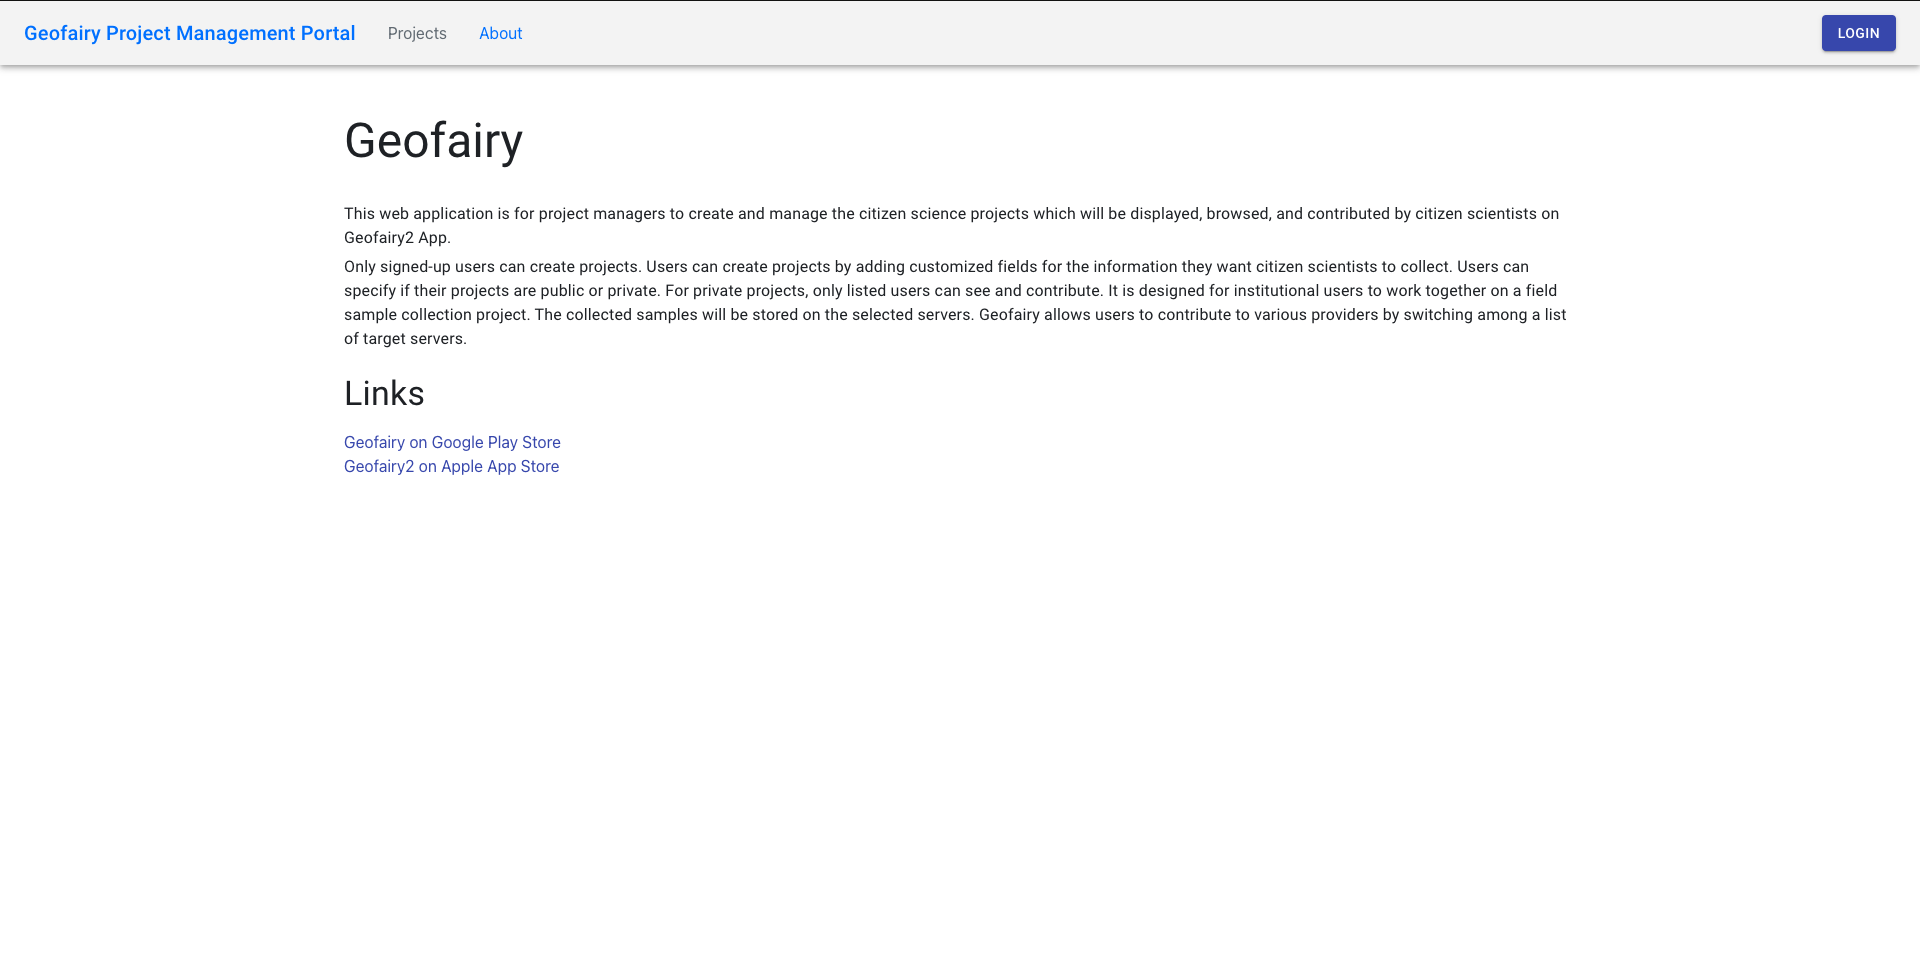 Geofairy Project Management Portal Projects About LOGIN
Geofairy
This web application is for project managers to create and manage the citizen science projects which will be displayed, browsed, and contributed by citizen scientists on
Geofairy2 App.
Only signed-up users can create projects. Users can create projects by adding customized fields for the information they want citizen scientists to collect. Users can
specify if their projects are public or private. For private projects, only listed users can see and contribute. It is designed for institutional users to work together on a field
sample collection project. The collected samples will be stored on the selected servers. Geofairy allows users to contribute to various providers by switching among a list
of target servers.
Links
Geofairy on Google Play Store
Geofairy2 on Apple App Store